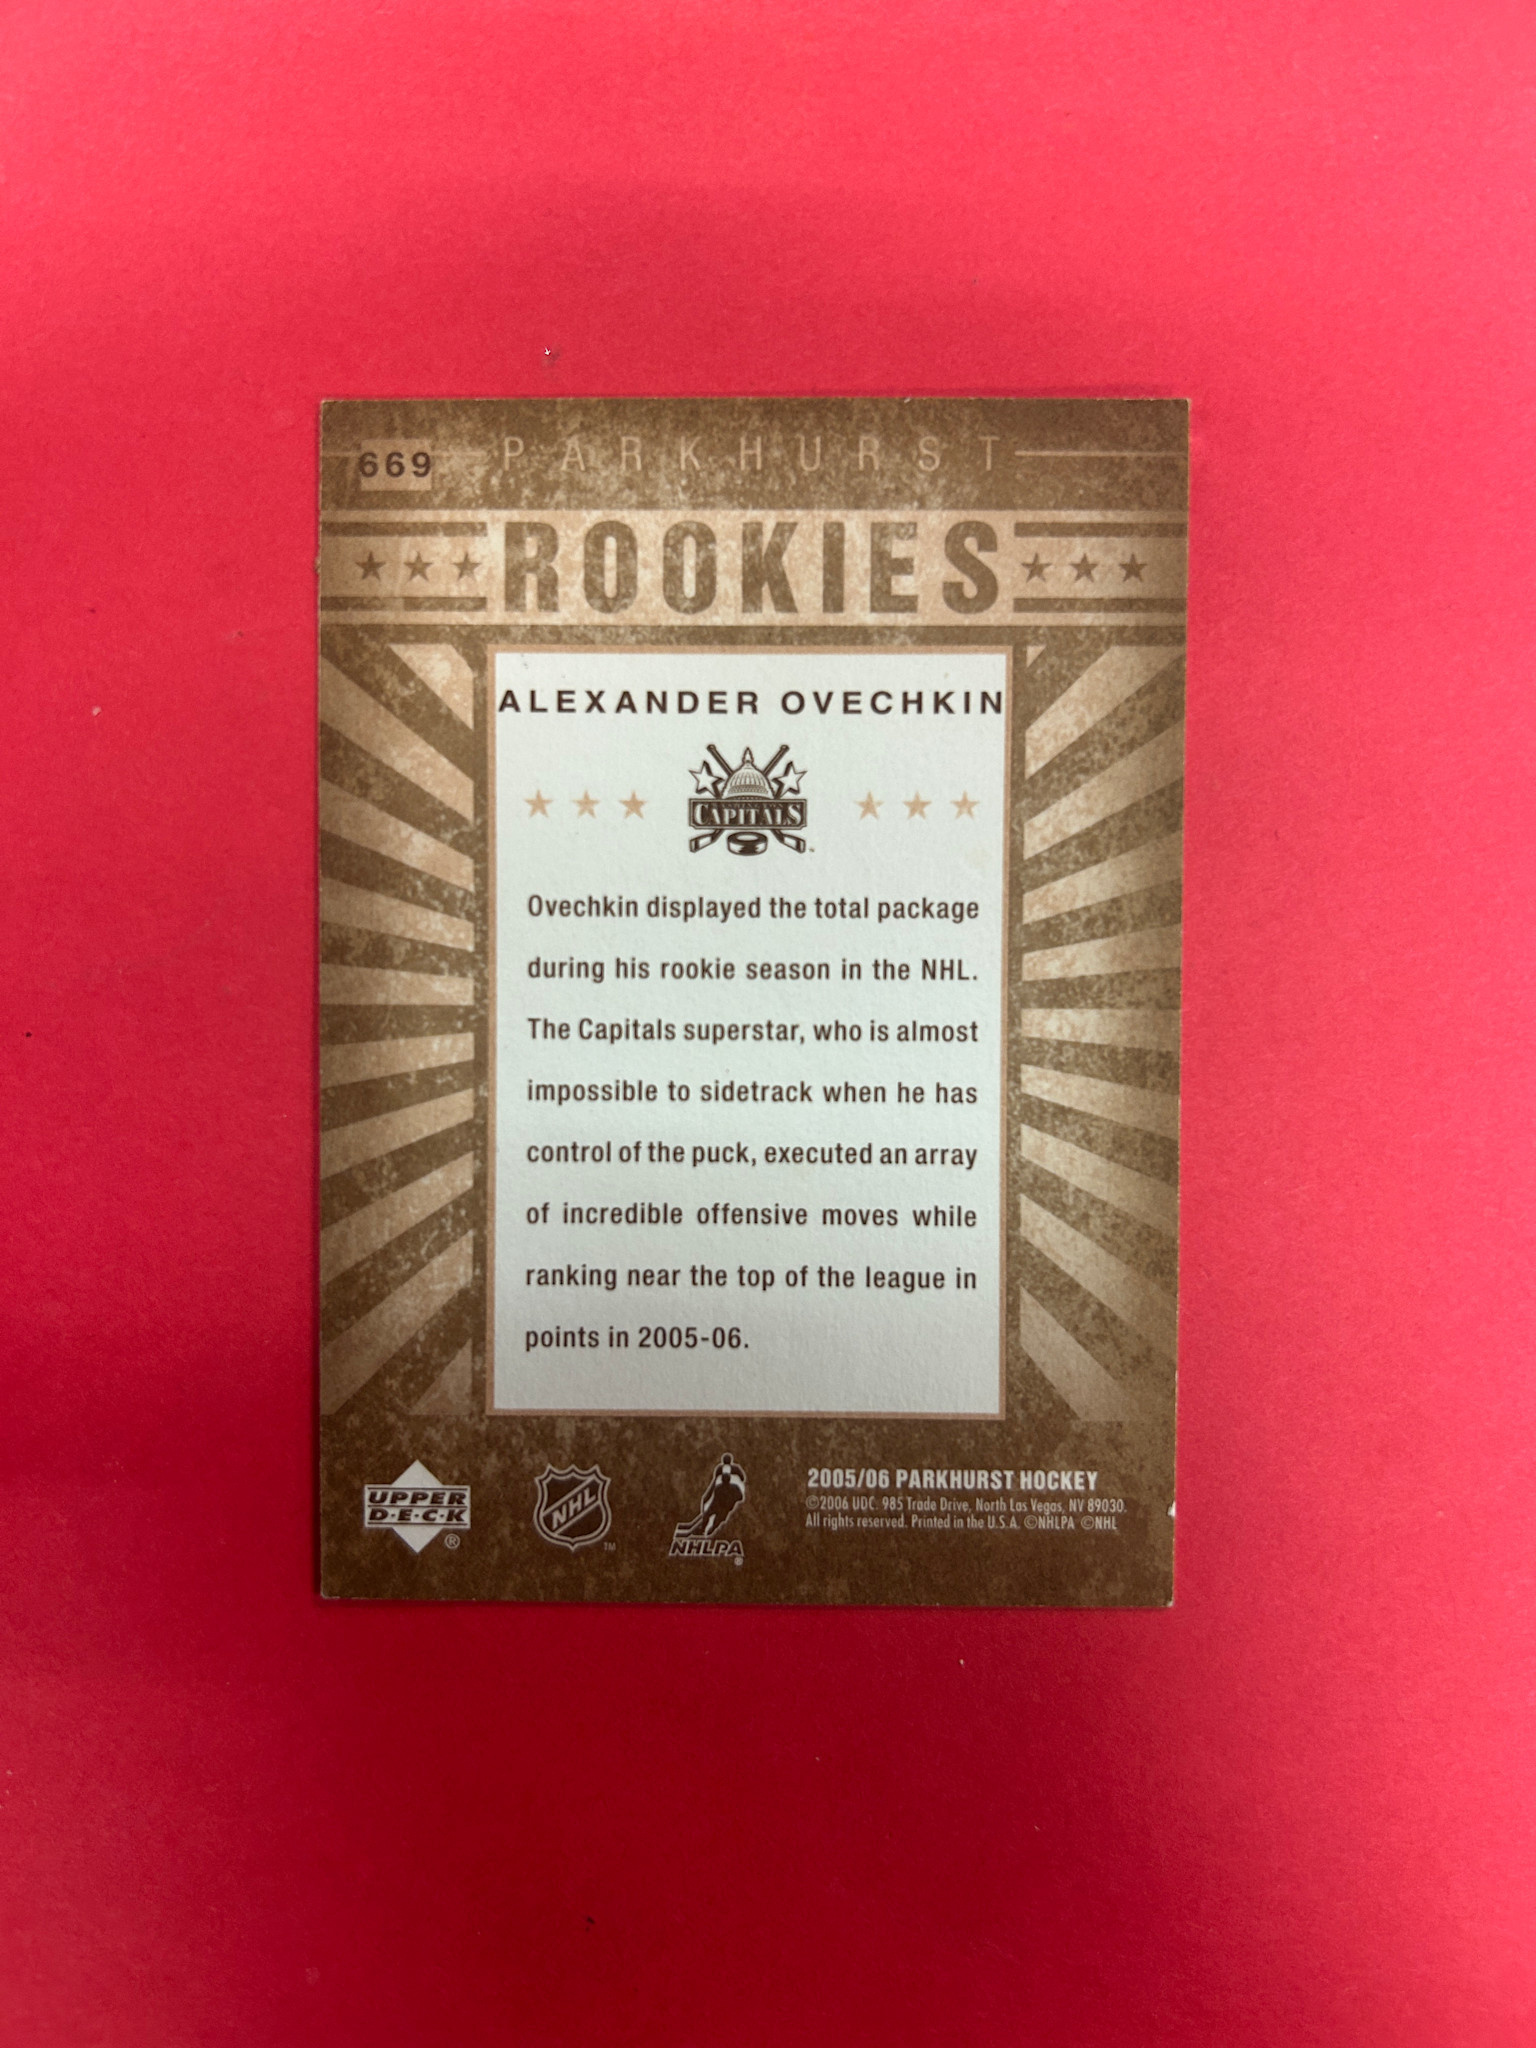 669
PARKHURST
ROOKIES
ALEXANDER OVECHKIN
CAPITALS
TM
Ovechkin displayed the total package
during his rookie season in the NHL.
The Capitals superstar, who is almost
impossible to sidetrack when he has
control of the puck, executed an array
of incredible offensive moves while
ranking near the top of the league in
points in 2005-06.
UPPER
D·E·C·K
®
NHL
TM
NHLPA
®
2005/06 PARKHURST HOCKEY
©2006 UDC. 985 Trade Drive, North Las Vegas, NV 89030.
All rights reserved. Printed in the U.S.A. ©NHLPA ©NHL